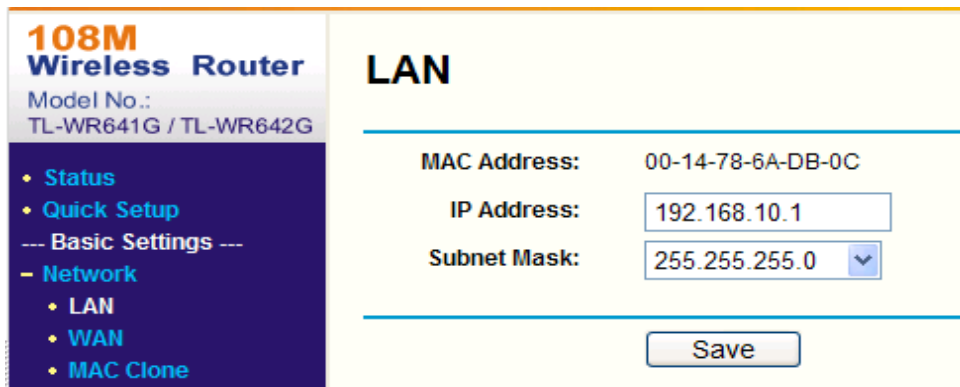 108M
Wireless Router
Model No.:
TL-WR641G / TL-WR642G
• Status
• Quick Setup
--- Basic Settings ---
– Network
• LAN
• WAN
• MAC Clone
LAN
MAC Address: 00-14-78-6A-DB-0C
IP Address: 192.168.10.1
Subnet Mask: 255.255.255.0
Save